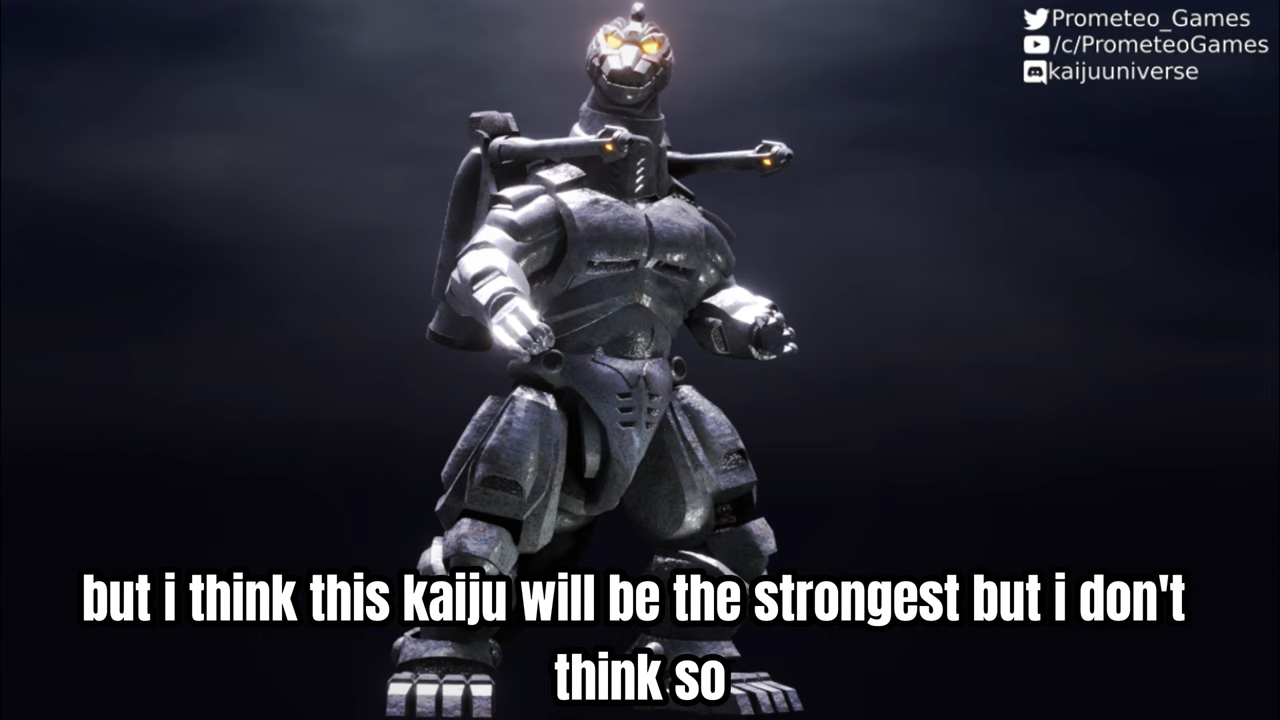 Prometeo_Games
/c/PrometeoGames
kaijuuniverse
but i think this kaiju will be the strongest but i don't
think so